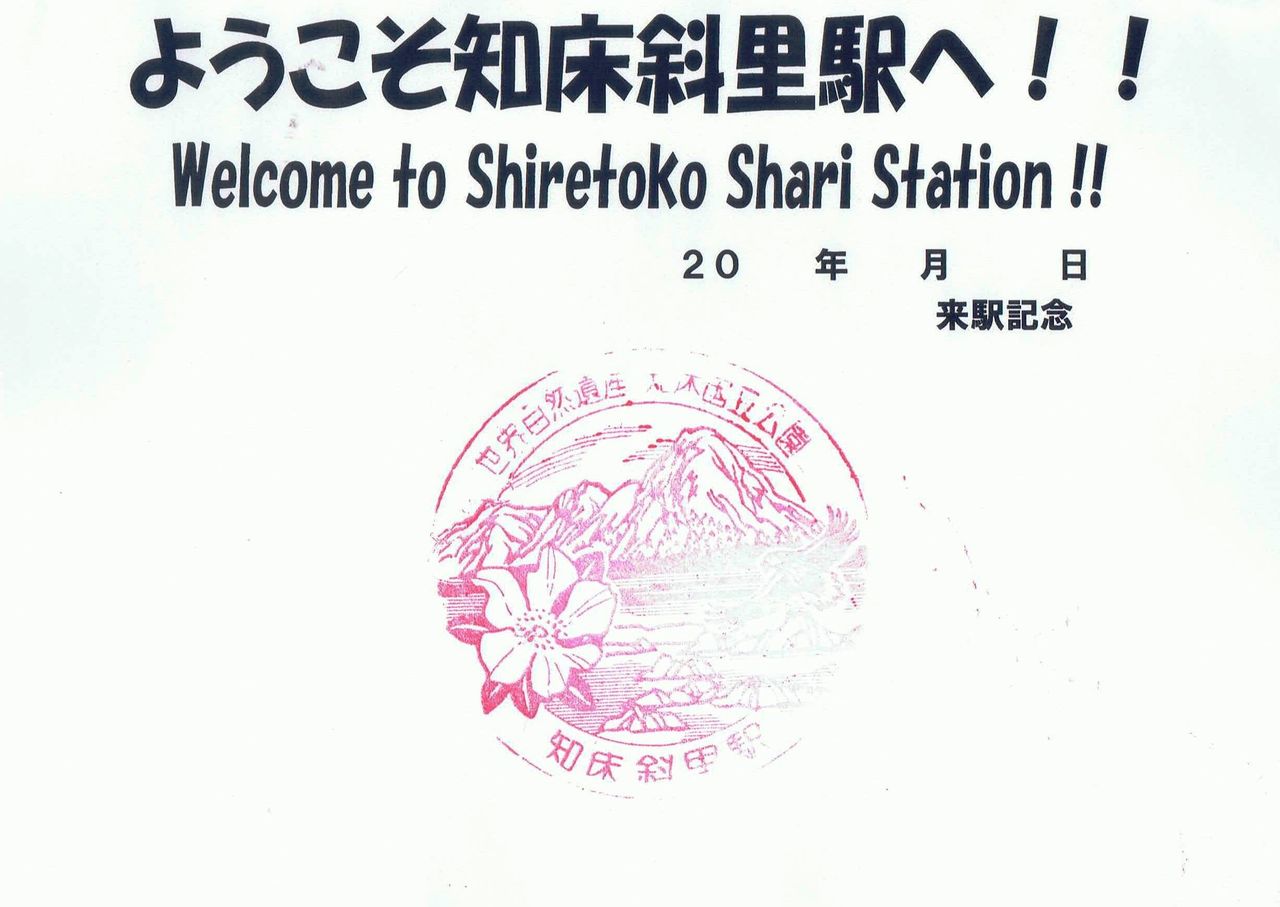 ようこそ知床斜里駅へ！！
Welcome to Shiretoko Shari Station !!
２０　　年　　月　　　日
来駅記念
世界自然遺産 知床国立公園
知床斜里駅